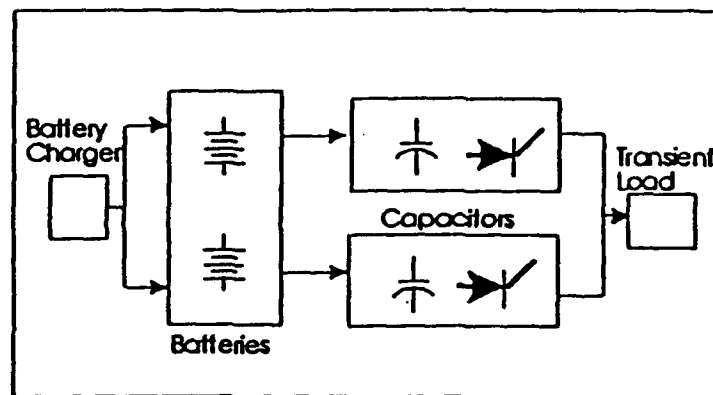 Battery
Charger
Batteries
Capacitors
Transient
Load